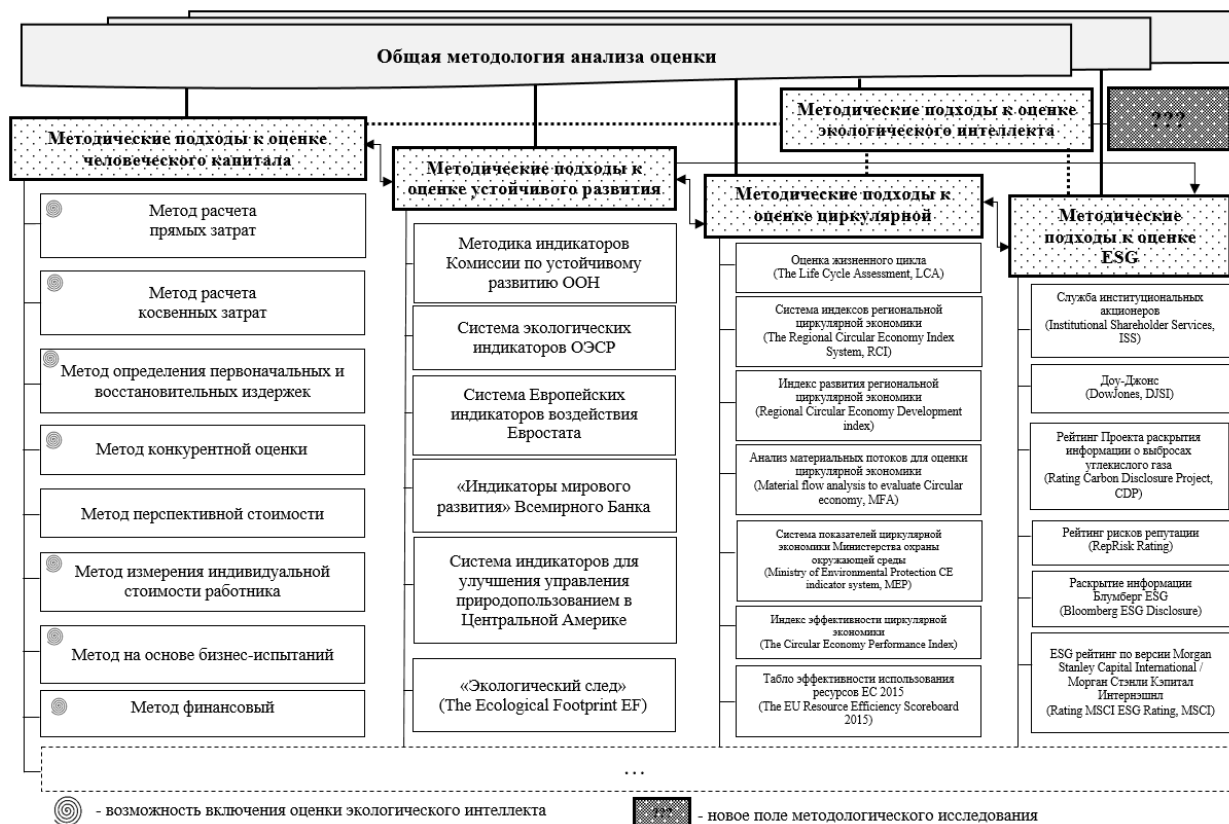 Общая методология анализа оценки
Методические подходы к оценке
экологического интеллекта
???
Методические подходы к оценке
человеческого капитала
Метод расчета
прямых затрат
Метод расчета
косвенных затрат
Метод определения первоначальных и
восстановительных издержек
Метод конкурентной оценки
Метод перспективной стоимости
Метод измерения индивидуальной
стоимости работника
Метод на основе бизнес-испытаний
Метод финансовый
Методические подходы к
оценке устойчивого развития
Методика индикаторов
Комиссии по устойчивому
развитию ООН
Система экологических
индикаторов ОЭСР
Система Европейских
индикаторов воздействия
Евростата
«Индикаторы мирового
развития» Всемирного Банка
Система индикаторов для
улучшения управления
природопользованием в
Центральной Америке
«Экологический след»
(The Ecological Footprint EF)
Методические подходы к
оценке циркулярной
Оценка жизненного цикла
(The Life Cycle Assessment, LCA)
Система индексов региональной
циркулярной экономики
(The Regional Circular Economy Index
System, RCI)
Индекс развития региональной
циркулярной экономики
(Regional Circular Economy Development
index)
Анализ материальных потоков для оценки
циркулярной экономики
(Material flow analysis to evaluate Circular
economy, MFA)
Система показателей циркулярной
экономики Министерства охраны
окружающей среды
(Ministry of Environmental Protection CE
indicator system, MEP)
Индекс эффективности циркулярной
экономики
(The Circular Economy Performance Index)
Табло эффективности использования
ресурсов ЕС 2015
(The EU Resource Efficiency Scoreboard
2015)
Методические
подходы к оценке
ESG
Служба институциональных
акционеров
(Institutional Shareholder Services,
ISS)
Доу-Джонс
(DowJones, DJSI)
Рейтинг Проекта раскрытия
информации о выбросах
углекислого газа
(Rating Carbon Disclosure Project,
CDP)
Рейтинг рисков репутации
(RepRisk Rating)
Раскрытие информации
Блумберг ESG
(Bloomberg ESG Disclosure)
ESG рейтинг по версии Morgan
Stanley Capital International /
Морган Стэнли Кэпитал
Интернэшнл
(Rating MSCI ESG Rating, MSCI)
…
- возможность включения оценки экологического интеллекта
??? - новое поле методологического исследования